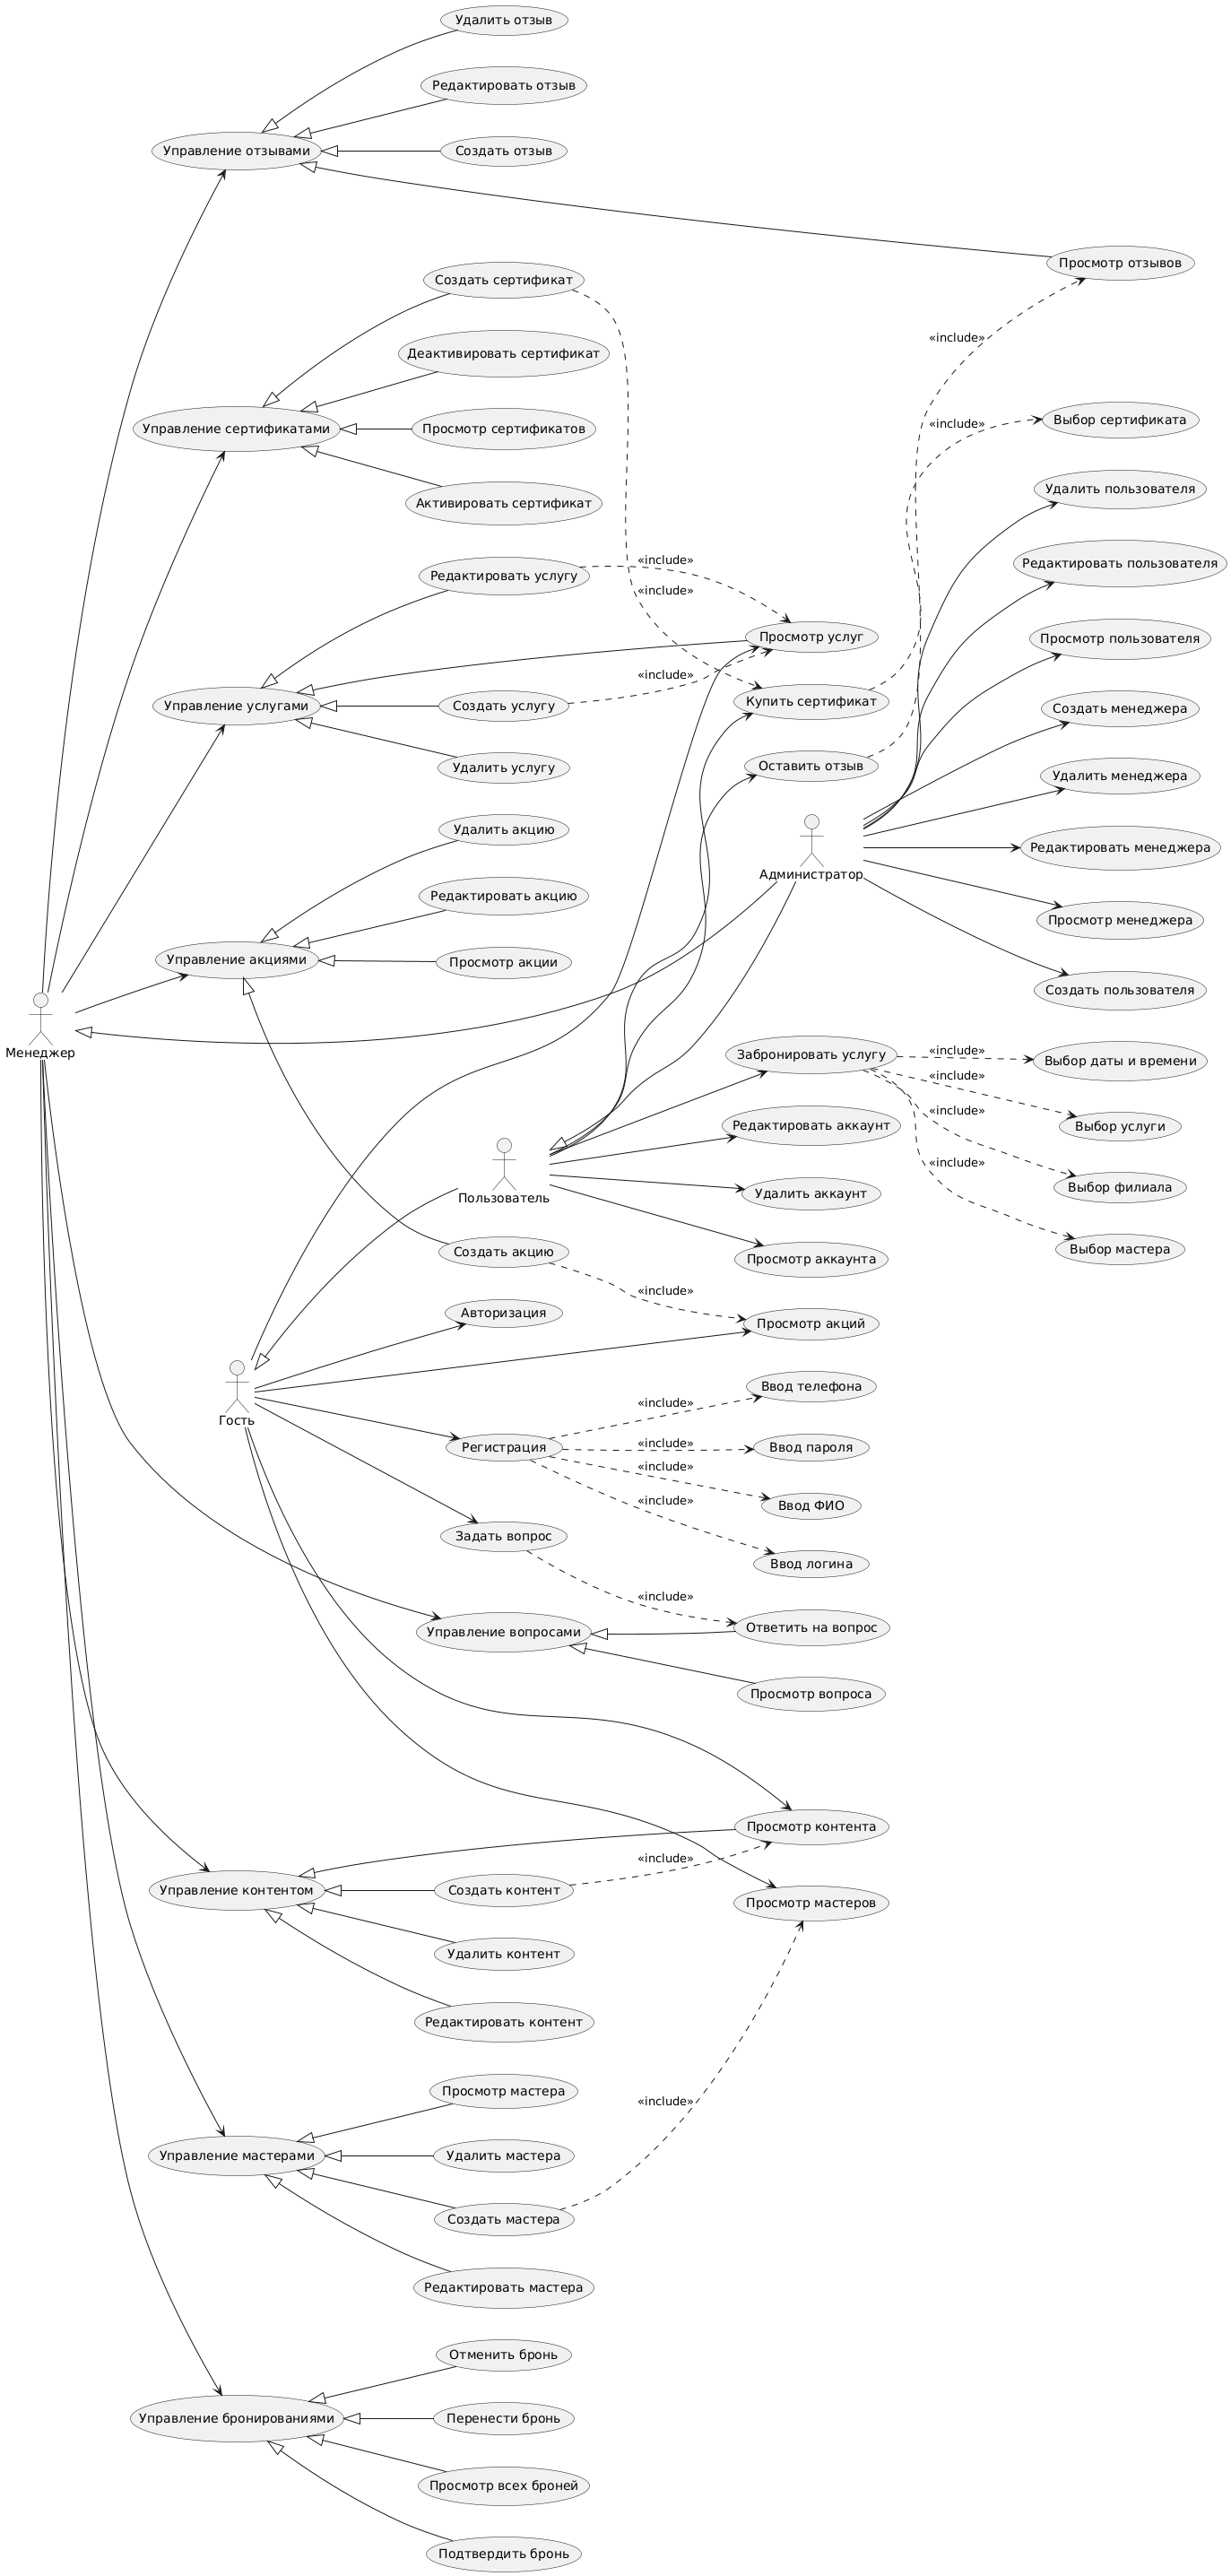 Удалить отзыв
Редактировать отзыв
Управление отзывами
Создать отзыв
Просмотр отзывов
Создать сертификат
«include»
Деактивировать сертификат
Управление сертификатами
Просмотр сертификатов
«include»
Выбор сертификата
Активировать сертификат
Удалить пользователя
Редактировать услугу
«include»
Редактировать пользователя
«include»
Просмотр услуг
Просмотр пользователя
«include»
Управление услугами
Создать услугу
Купить сертификат
Создать менеджера
Удалить услугу
Оставить отзыв
Удалить менеджера
Удалить акцию
Администратор
Редактировать менеджера
Редактировать акцию
Просмотр менеджера
Управление акциями
Просмотр акции
Создать пользователя
Менеджер
Забронировать услугу
«include»
Выбор даты и времени
«include»
Редактировать аккаунт
«include»
Выбор услуги
«include»
Пользователь
Удалить аккаунт
Выбор филиала
Создать акцию
Просмотр аккаунта
Выбор мастера
«include»
Авторизация
Просмотр акций
Гость
Ввод телефона
«include»
Регистрация
«include»
Ввод пароля
«include»
«include»
Ввод ФИО
Задать вопрос
Ввод логина
«include»
Управление вопросами
Ответить на вопрос
Просмотр вопроса
Просмотр контента
«include»
Управление контентом
Создать контент
Просмотр мастеров
Удалить контент
Редактировать контент
Просмотр мастера
«include»
Управление мастерами
Удалить мастера
Создать мастера
Редактировать мастера
Отменить бронь
Управление бронированиями
Перенести бронь
Просмотр всех броней
Подтвердить бронь